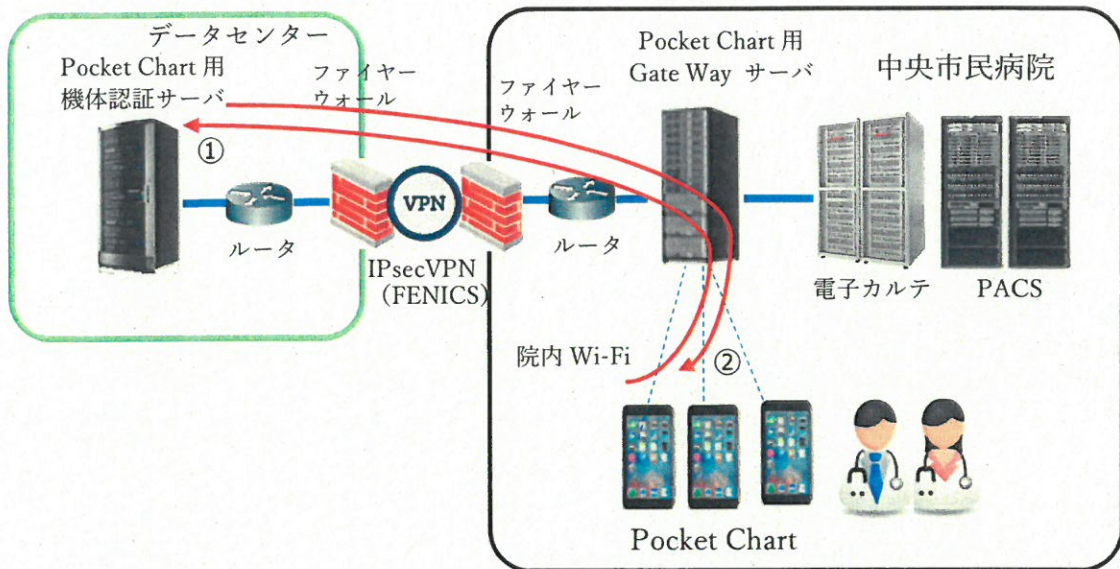 データセンター
Pocket Chart 用
機体認証サーバ
ファイヤー
ウォール
ファイヤー
ウォール
Pocket Chart 用
Gate Way サーバ
中央市民病院
①
VPN
ルータ
IPsecVPN
（FENICS）
ルータ
電子カルテ
PACS
院内 Wi-Fi
②
Pocket Chart